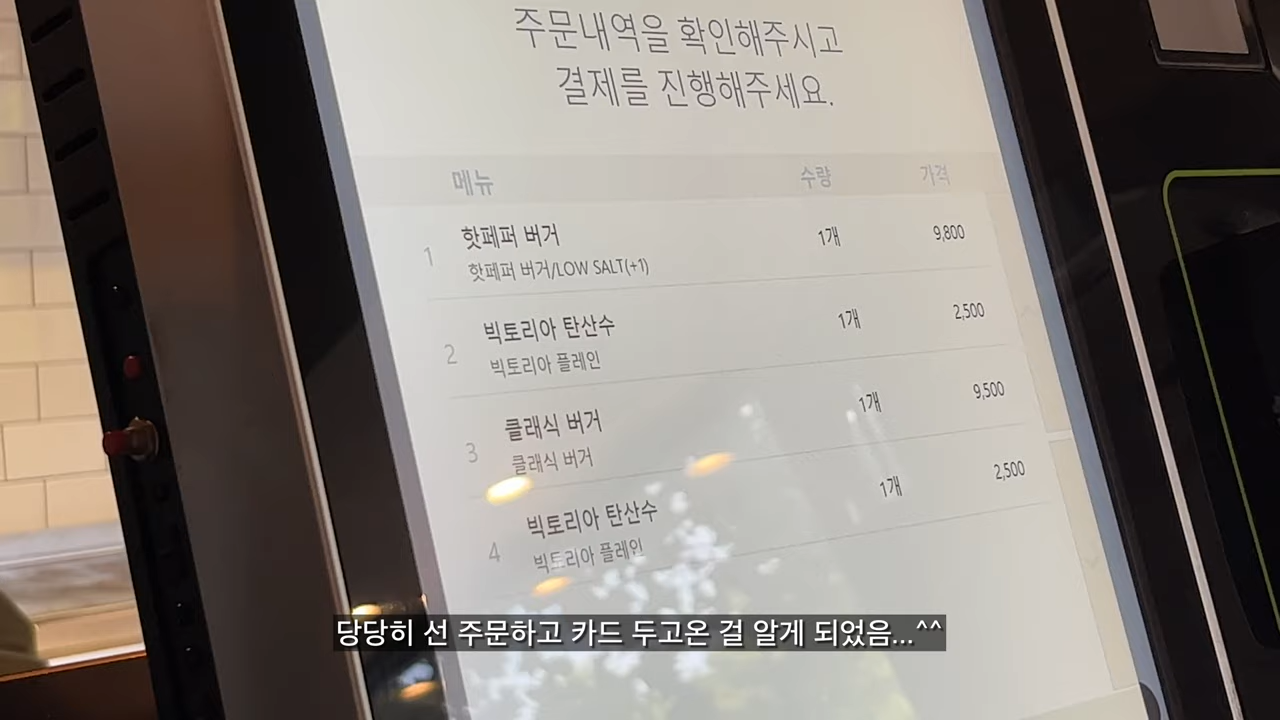 주문내역을 확인해주시고
결제를 진행해주세요.
메뉴 수량 가격
1 핫페퍼 버거 1개 9,800
핫페퍼 버거/LOW SALT(+1)
2 빅토리아 탄산수 1개 2,500
빅토리아 플레인
3 클래식 버거 1개 9,500
클래식 버거
4 빅토리아 탄산수 1개 2,500
빅토리아 플레인
당당히 선 주문하고 카드 두고온 걸 알게 되었음...^^